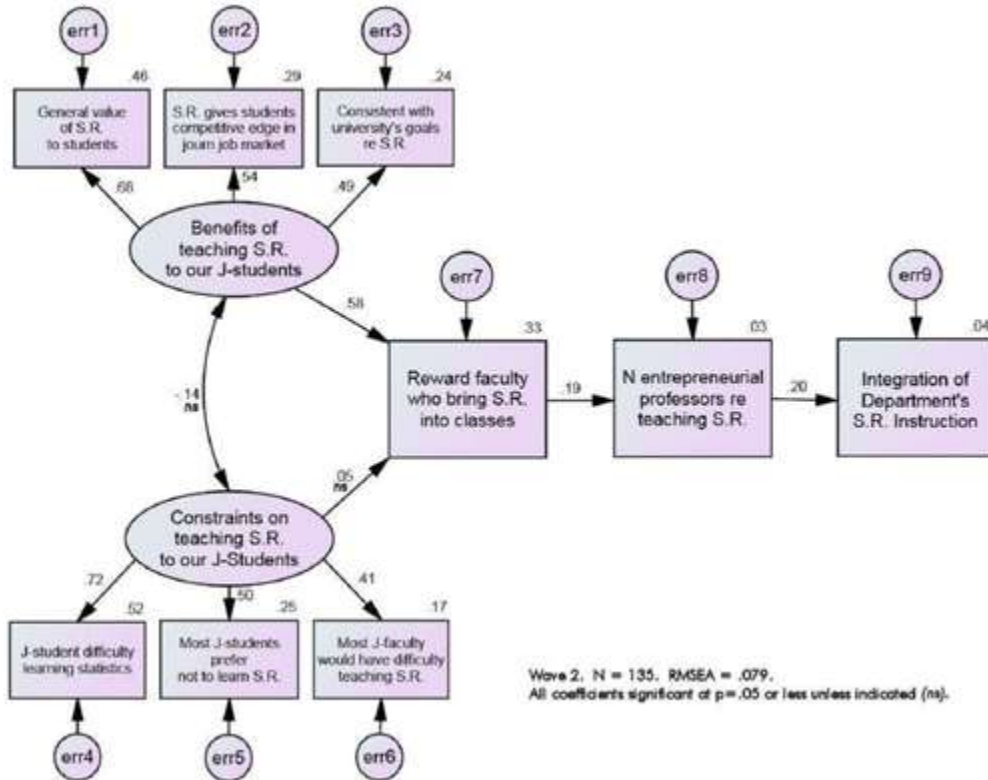 err1
err2
err3
.46
.29
.24
General value
of S.R.
to students
S.R. gives students
competitive edge in
journ job market
Consistent with
university's goals
re S.R.
.68
.54
.49
Benefits of
teaching S.R.
to our J-students
err7
err8
err9
.58
.33
.03
.04
-.14
ns
Reward faculty
who bring S.R.
into classes
.19
N entrepreneurial
professors re
teaching S.R.
.20
Integration of
Department's
S.R. Instruction
.05
ns
Constraints on
teaching S.R.
to our J-Students
.72
.50
.41
.52
.25
.17
J-student difficulty
learning statistics
Most J-students
prefer
not to learn S.R.
Most J-faculty
would have difficulty
teaching S.R.
Wave 2. N = 135. RMSEA = .079.
All coefficients significant at p=.05 or less unless indicated (ns).
err4
err5
err6